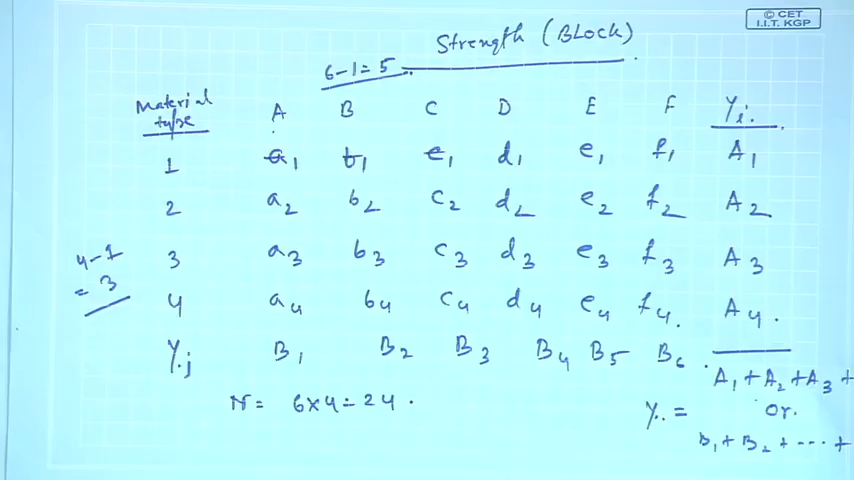 © CET
I.I.T. KGP
Strength (BLock)
6-1=5
Material type A B C D E F Yi.
1 a1 b1 c1 d1 e1 f1 A1
2 a2 b2 c2 d2 e2 f2 A2
3 a3 b3 c3 d3 e3 f3 A3
4-1
= 3
4 a4 b4 c4 d4 e4 f4. A4.
Y.j B1 B2 B3 B4 B5 B6.
A1+A2+A3+
N= 6x4=24.
Y.. = or.
B1+B2+----+